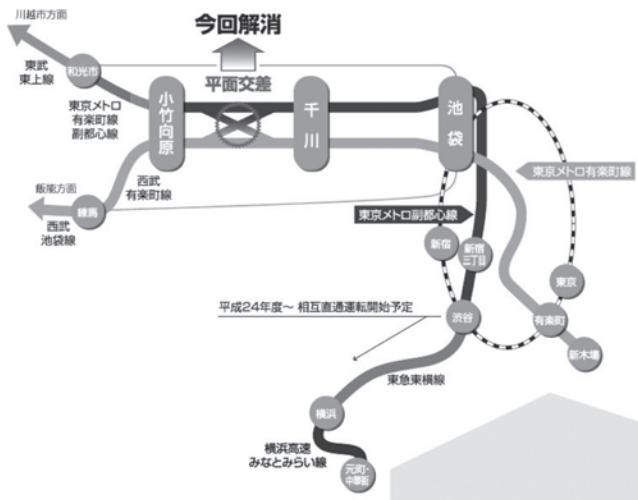 川越市方面
今回解消
平面交差
東武
東上線
和光市
東京メトロ
有楽町線
副都心線
小竹向原
千川
池袋
東京メトロ有楽町線
飯能方面
西武
有楽町線
練馬
西武
池袋線
東京メトロ副都心線
新宿
新宿
三丁目
東京
平成24年度~ 相互直通運転開始予定
渋谷
有楽町
新木場
東急東横線
横浜
横浜高速
みなとみらい線
元町・
中華街